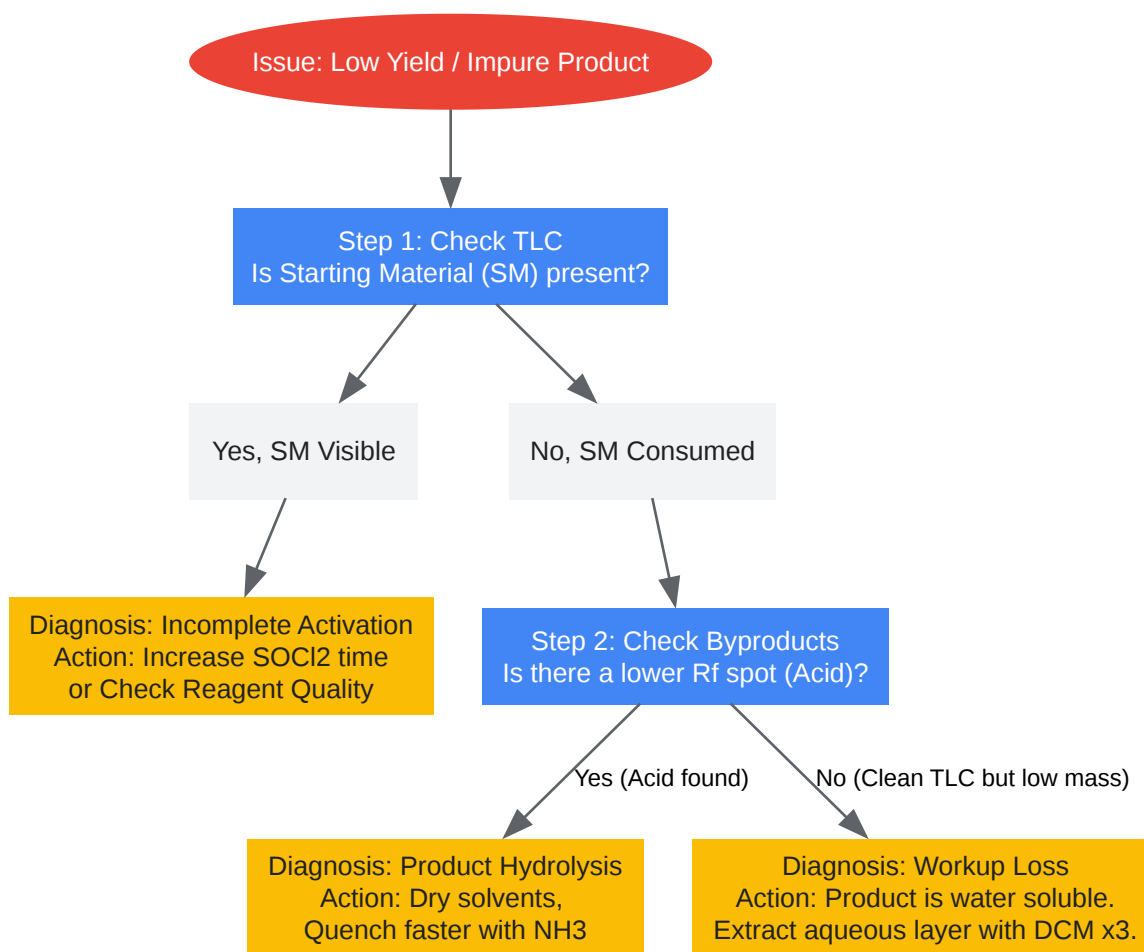 Issue: Low Yield / Impure Product
Step 1: Check TLC
Is Starting Material (SM) present?
Yes, SM Visible
No, SM Consumed
Diagnosis: Incomplete Activation
Action: Increase SOCl2 time
or Check Reagent Quality
Step 2: Check Byproducts
Is there a lower Rf spot (Acid)?
Yes (Acid found)
No (Clean TLC but low mass)
Diagnosis: Product Hydrolysis
Action: Dry solvents,
Quench faster with NH3
Diagnosis: Workup Loss
Action: Product is water soluble.
Extract aqueous layer with DCM x3.